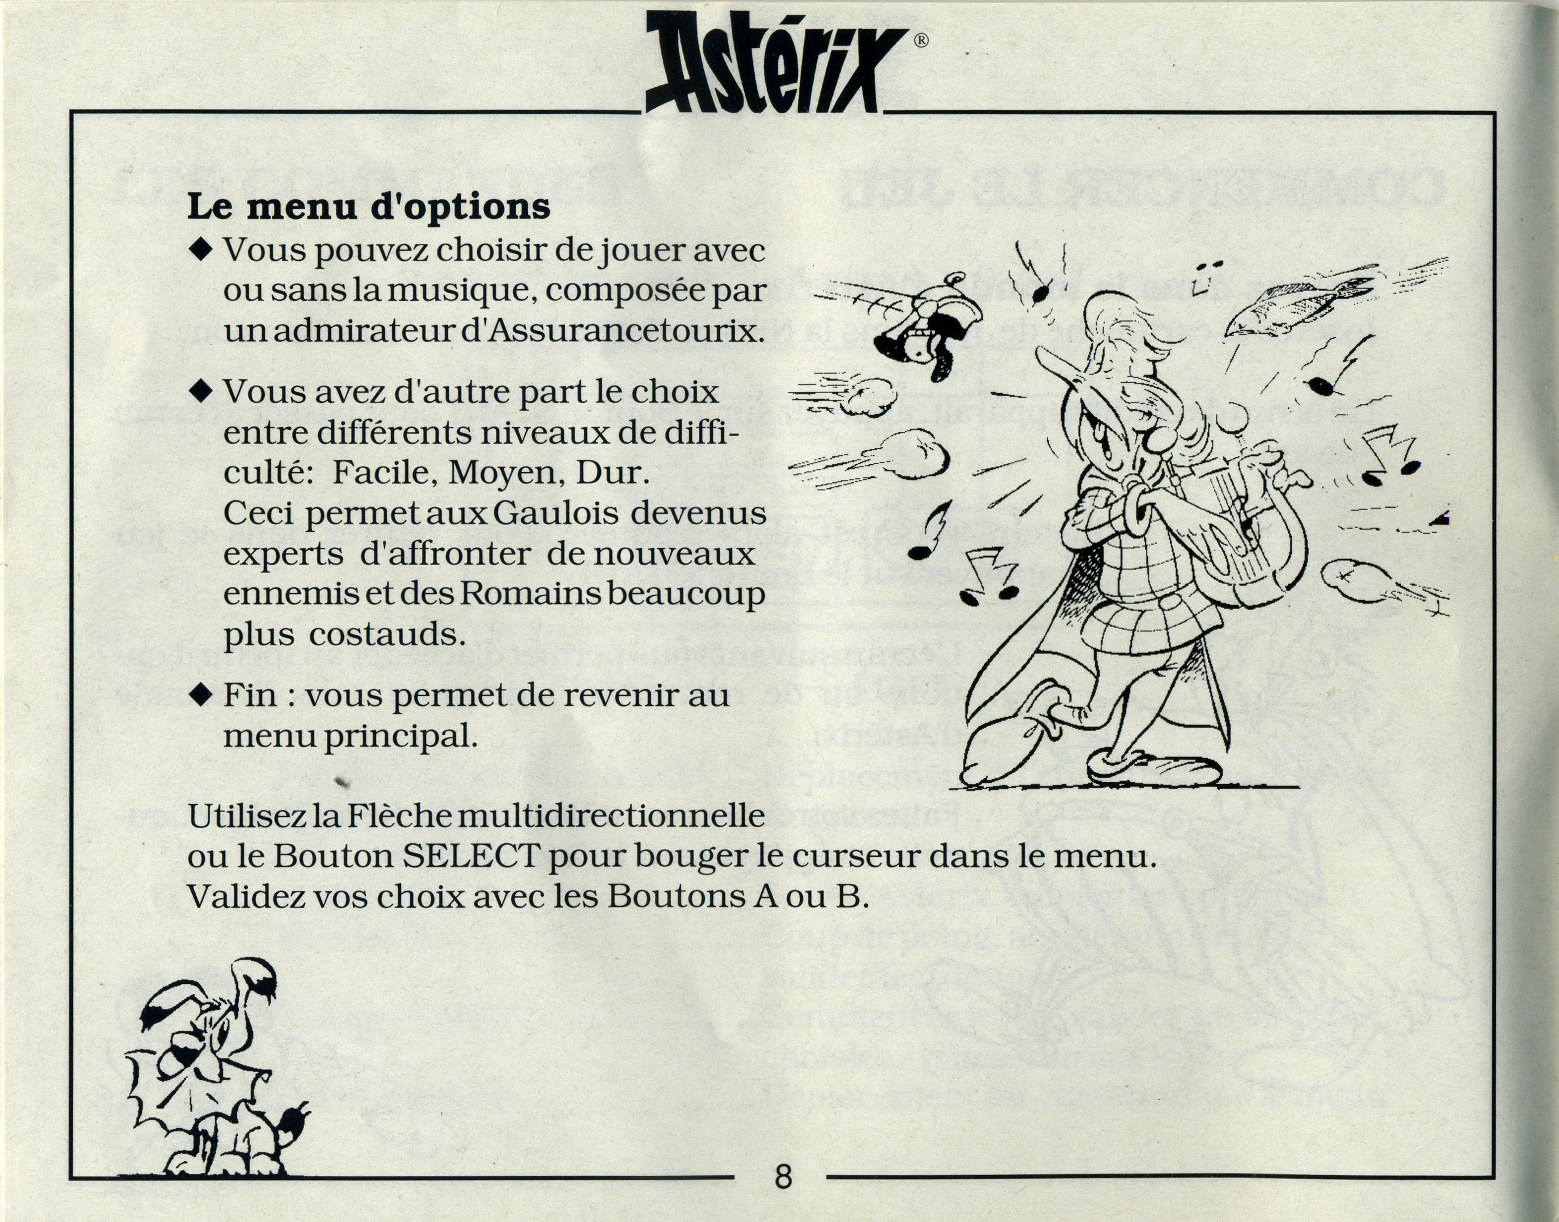 Astérix®
Le menu d'options
◆ Vous pouvez choisir de jouer avec
ou sans la musique, composée par
un admirateur d'Assurancetourix.
◆ Vous avez d'autre part le choix
entre différents niveaux de diffi-
culté: Facile, Moyen, Dur.
Ceci permet aux Gaulois devenus
experts d'affronter de nouveaux
ennemis et des Romains beaucoup
plus costauds.
◆ Fin : vous permet de revenir au
menu principal.
Utilisez la Flèche multidirectionnelle
ou le Bouton SELECT pour bouger le curseur dans le menu.
Validez vos choix avec les Boutons A ou B.
8